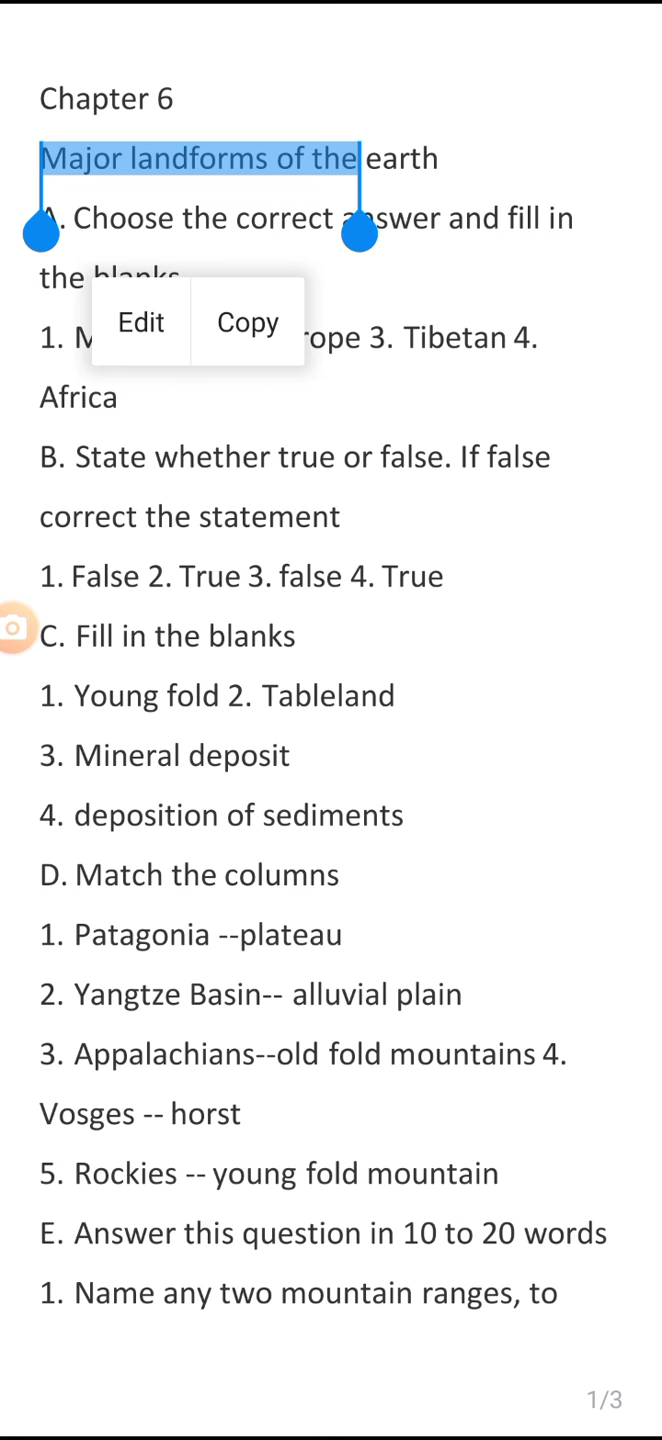 Chapter 6
Major landforms of the earth
A. Choose the correct answer and fill in
the blanks
Edit Copy
1. 3. Tibetan 4.
Africa
B. State whether true or false. If false
correct the statement
1. False 2. True 3. false 4. True
C. Fill in the blanks
1. Young fold 2. Tableland
3. Mineral deposit
4. deposition of sediments
D. Match the columns
1. Patagonia --plateau
2. Yangtze Basin-- alluvial plain
3. Appalachians--old fold mountains 4.
Vosges -- horst
5. Rockies -- young fold mountain
E. Answer this question in 10 to 20 words
1. Name any two mountain ranges, to
1/3